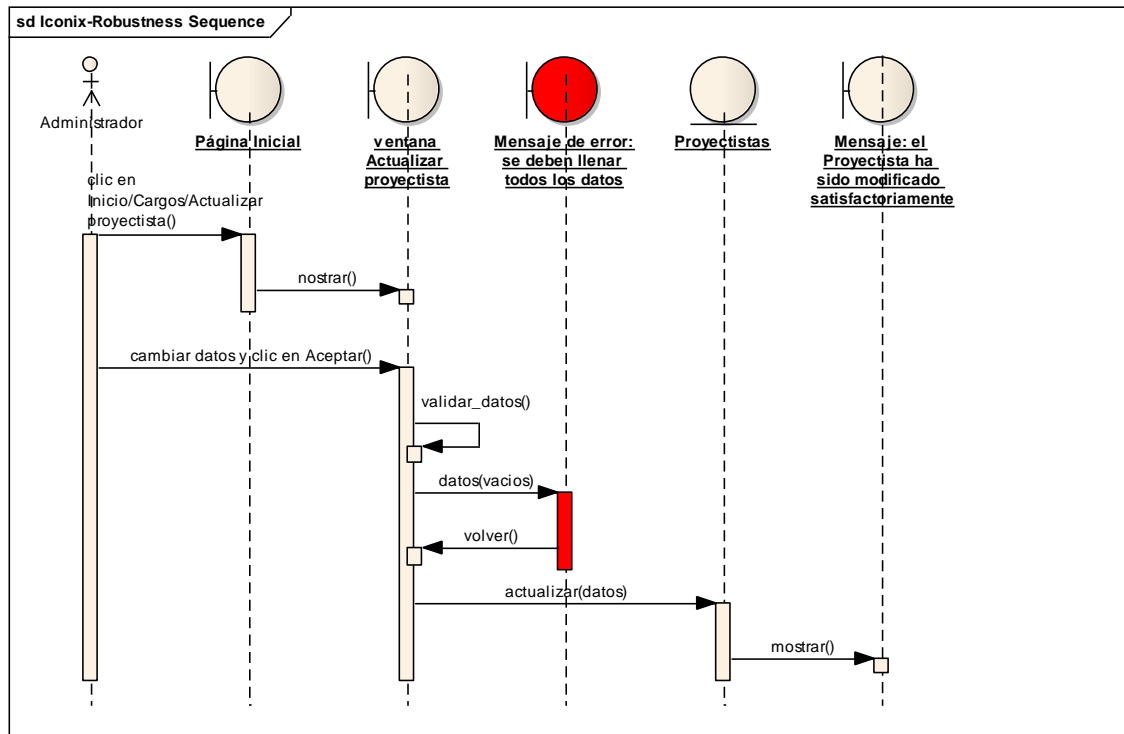 sd Iconix-Robustness Sequence
Administrador
Página Inicial
ventana
Actualizar
proyectista
Mensaje de error:
se deben llenar
todos los datos
Proyectistas
Mensaje: el
Proyectista ha
sido modificado
satisfactoriamente
clic en
Inicio/Cargos/Actualizar
proyectista()
nostrar()
cambiar datos y clic en Aceptar()
validar_datos()
datos(vacios)
volver()
actualizar(datos)
mostrar()